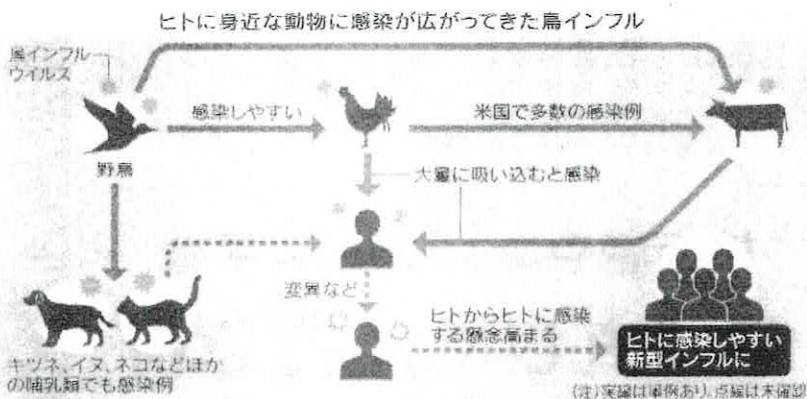 ヒトに身近な動物に感染が広がってきた鳥インフル
鳥インフル
ウイルス
感染しやすい
米国で多数の感染例
野鳥
大量に吸い込むと感染
変異など
ヒトからヒトに感染
する懸念高まる
キツネ、イヌ、ネコなどほか
の哺乳類でも感染例
ヒトに感染しやすい
新型インフルに
(注)実線は事例あり。点線は未確認